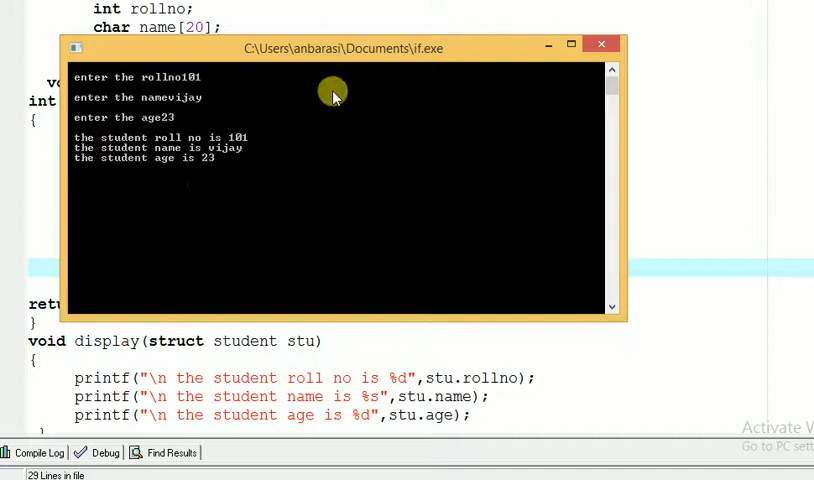 int rollno;
char name[20];
C:\Users\anbarasi\Documents\if.exe
enter the rollno101
enter the namevijay
enter the age23
the student roll no is 101
the student name is vijay
the student age is 23
int
{
}
void display(struct student stu)
{
printf("\n the student roll no is %d",stu.rollno);
printf("\n the student name is %s",stu.name);
printf("\n the student age is %d",stu.age);
}
Activate
Go to PC
Compile Log Debug Find Results
29 Lines in file